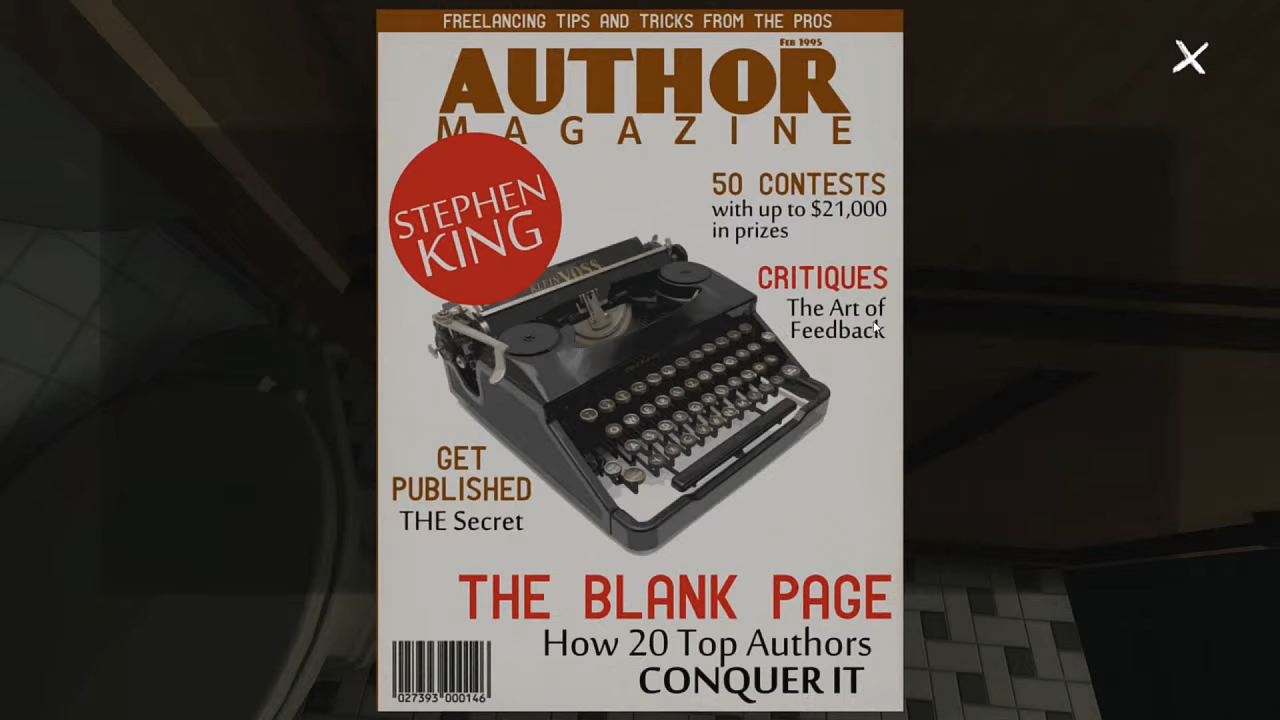 FREELANCING TIPS AND TRICKS FROM THE PROS
Feb 1995
AUTHOR
MAGAZINE
STEPHEN
KING
50 CONTESTS
with up to $21,000
in prizes
CRITIQUES
The Art of
Feedback
KLEIN VOSS
GET
PUBLISHED
THE Secret
THE BLANK PAGE
How 20 Top Authors
CONQUER IT
027393 000146